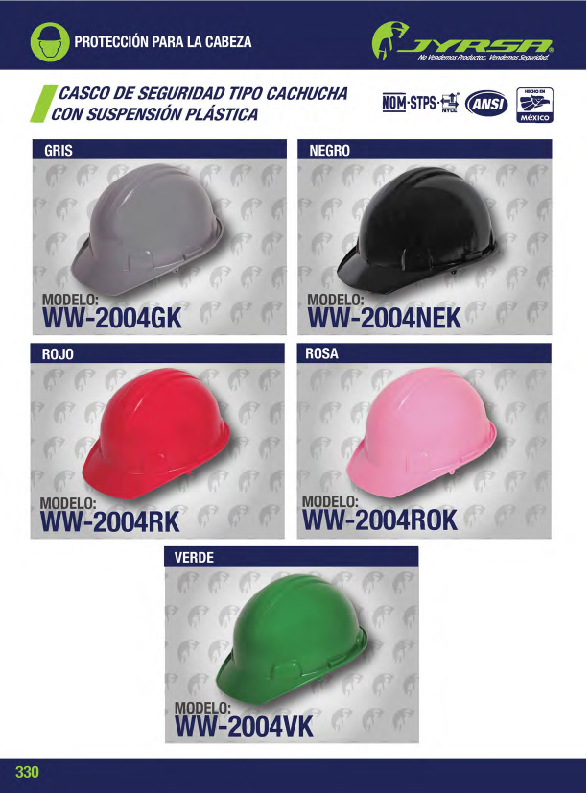 PROTECCIÓN PARA LA CABEZA
JYRSA®
No Vendemos Productos. Vendemos Seguridad.
CASCO DE SEGURIDAD TIPO CACHUCHA
CON SUSPENSIÓN PLÁSTICA
NOM-STPS-
NYCE
ANSI
HECHO EN
MÉXICO
GRIS
MODELO:
WW-2004GK
NEGRO
MODELO:
WW-2004NEK
ROJO
MODELO:
WW-2004RK
ROSA
MODELO:
WW-2004ROK
VERDE
MODELO:
WW-2004VK
330